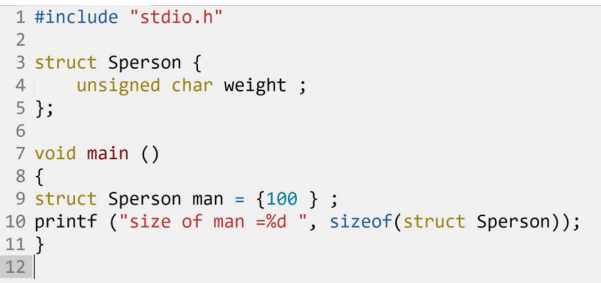 1 #include "stdio.h"
2
3 struct Sperson {
4     unsigned char weight ;
5 };
6
7 void main ()
8 {
9 struct Sperson man = {100 } ;
10 printf ("size of man =%d ", sizeof(struct Sperson));
11 }
12